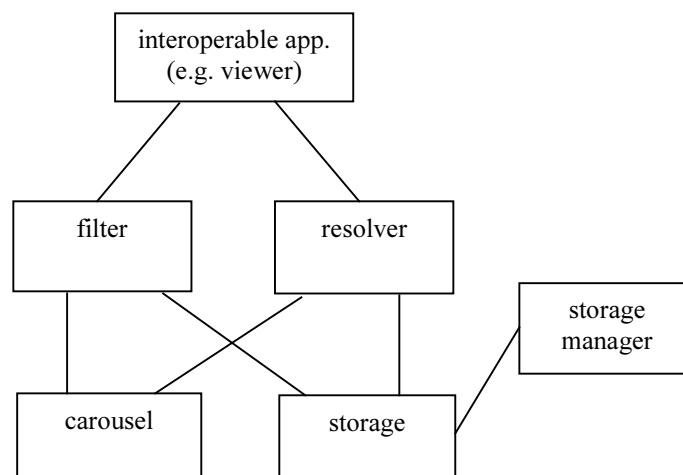 interoperable app.
(e.g. viewer)
filter
resolver
storage
manager
carousel
storage